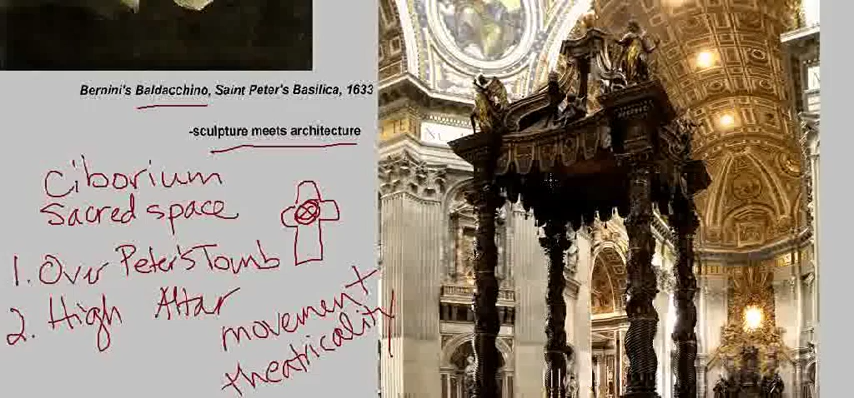 Bernini's Baldacchino, Saint Peter's Basilica, 1633
-sculpture meets architecture
Ciborium
Sacred space
1. Over Peter's Tomb
2. High Altar
movement
theatricality